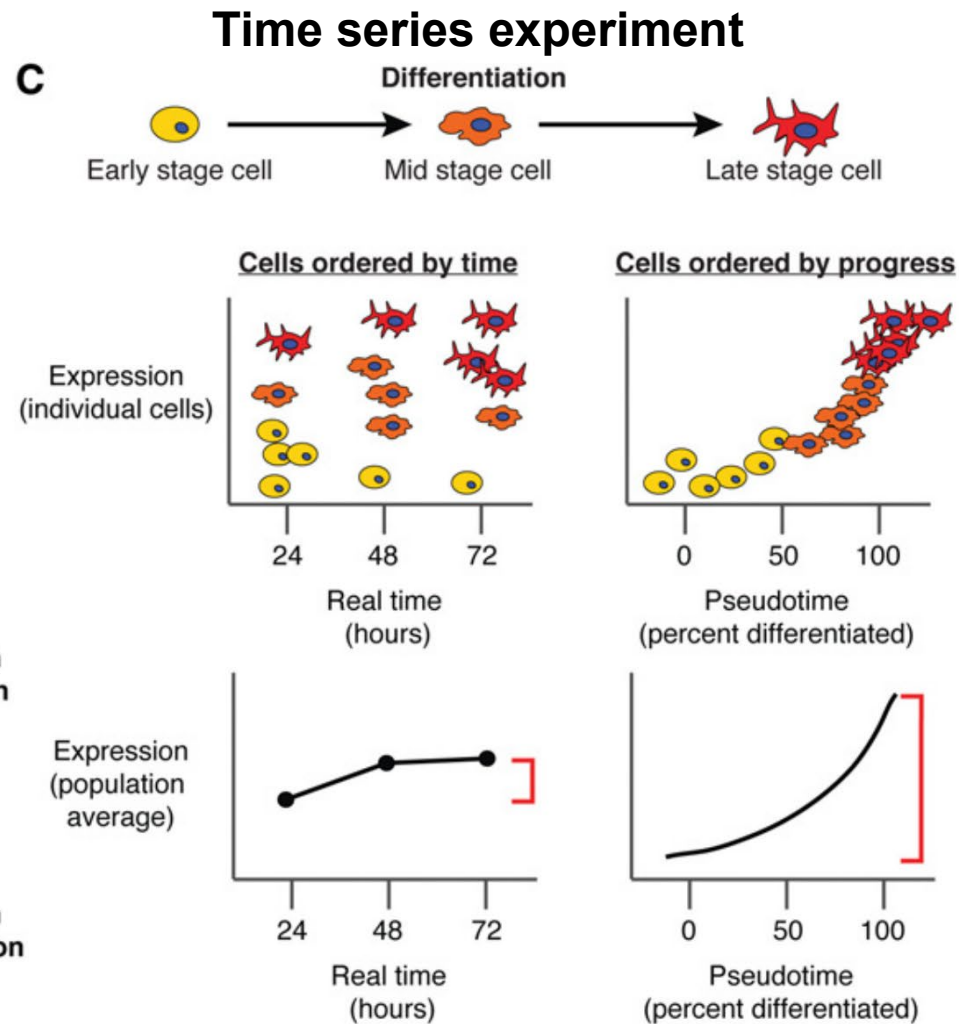 Time series experiment
C
Differentiation
Early stage cell
Mid stage cell
Late stage cell
Cells ordered by time
Cells ordered by progress
Expression
(individual cells)
24 48 72
0 50 100
Real time
(hours)
Pseudotime
(percent differentiated)
Expression
(population
average)
24 48 72
0 50 100
Real time
(hours)
Pseudotime
(percent differentiated)